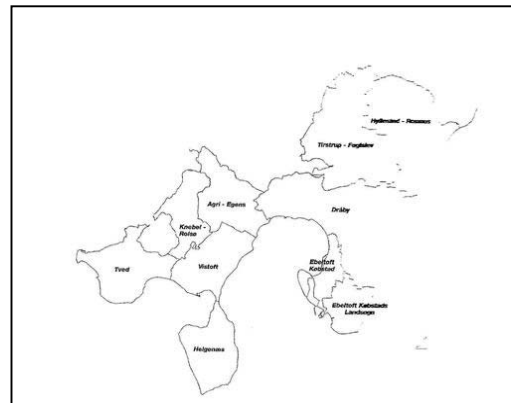 Hyllested - Rosmus
Tirstrup - Fuglslev
Agri - Egens
Dråby
Knebel -
Rolsø
Tved
Vistoft
Ebeltoft
Købstad
Ebeltoft Købstads
Landsogn
Helgenæs